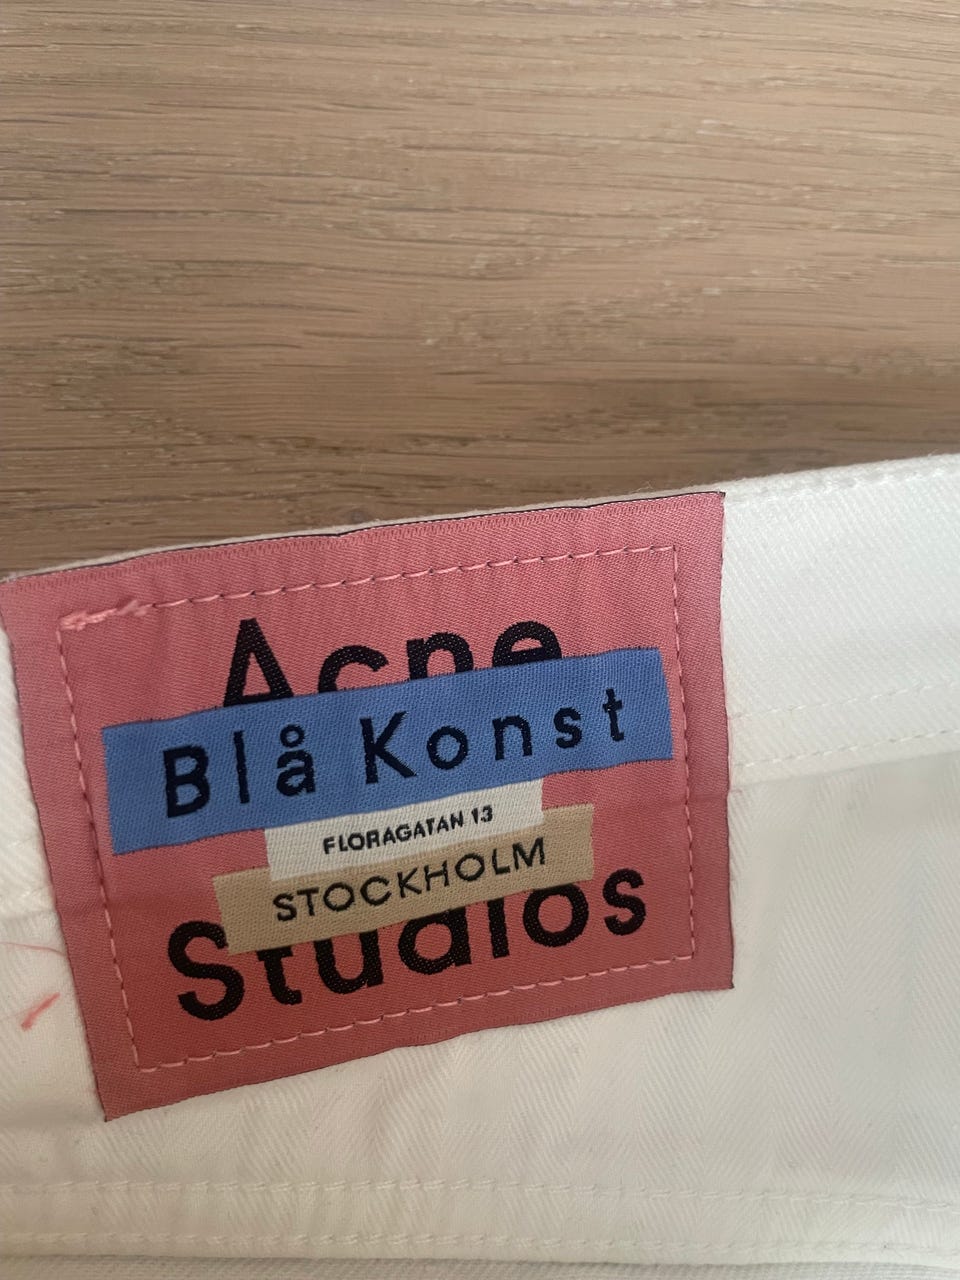 Acne
Blå Konst
FLORAGATAN 13
STOCKHOLM
Studios